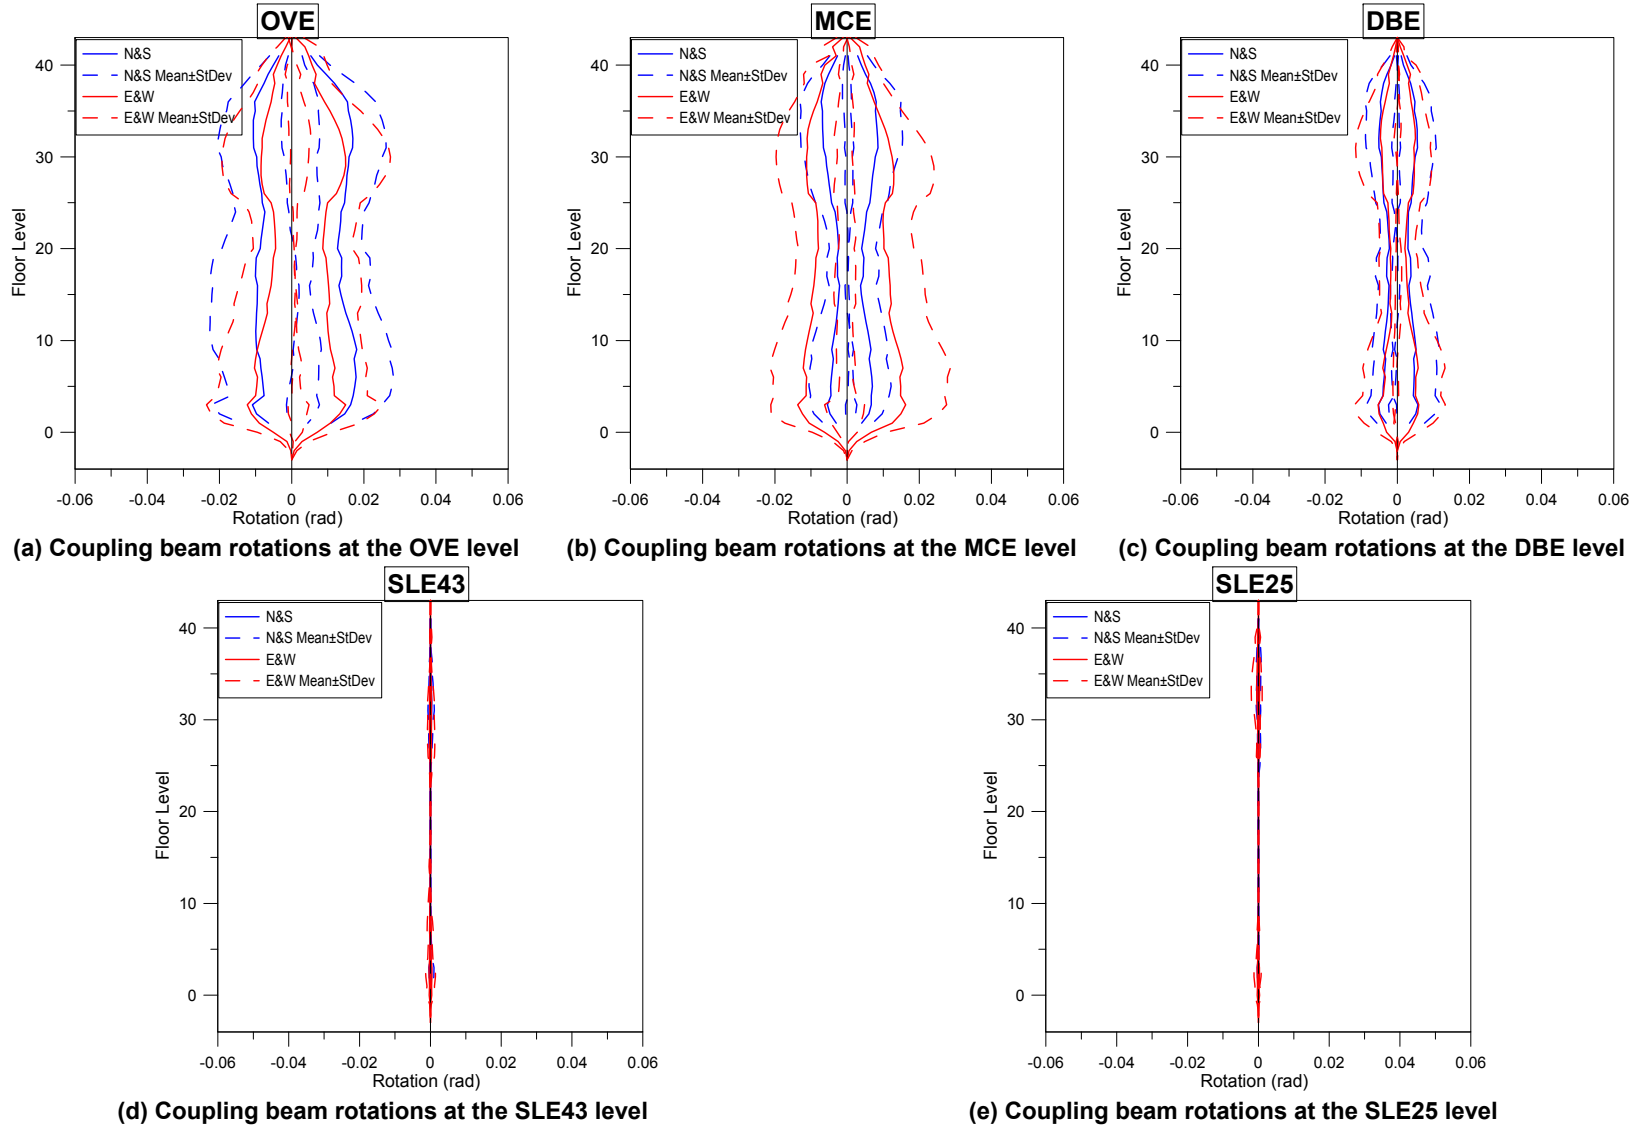 OVE
N&S
N&S Mean±StDev
E&W
E&W Mean±StDev
40
30
20
10
0
Floor Level
-0.06 -0.04 -0.02 0 0.02 0.04 0.06
Rotation (rad)
(a) Coupling beam rotations at the OVE level
MCE
N&S
N&S Mean±StDev
E&W
E&W Mean±StDev
40
30
20
10
0
Floor Level
-0.06 -0.04 -0.02 0 0.02 0.04 0.06
Rotation (rad)
(b) Coupling beam rotations at the MCE level
DBE
N&S
N&S Mean±StDev
E&W
E&W Mean±StDev
40
30
20
10
0
Floor Level
-0.06 -0.04 -0.02 0 0.02 0.04 0.06
Rotation (rad)
(c) Coupling beam rotations at the DBE level
SLE43
N&S
N&S Mean±StDev
E&W
E&W Mean±StDev
40
30
20
10
0
Floor Level
-0.06 -0.04 -0.02 0 0.02 0.04 0.06
Rotation (rad)
(d) Coupling beam rotations at the SLE43 level
SLE25
N&S
N&S Mean±StDev
E&W
E&W Mean±StDev
40
30
20
10
0
Floor Level
-0.06 -0.04 -0.02 0 0.02 0.04 0.06
Rotation (rad)
(e) Coupling beam rotations at the SLE25 level